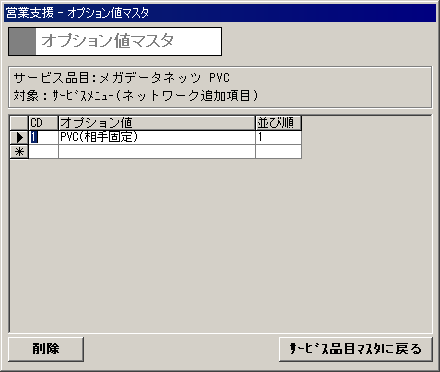 営業支援 - オプション値マスタ
オプション値マスタ
サービス品目:メガデータネッツ PVC
対象:ｻｰﾋﾞｽﾒﾆｭｰ(ネットワーク追加項目)
CD オプション値 並び順
1 PVC(相手固定) 1
削除 ｻｰﾋﾞｽ品目ﾏｽﾀに戻る